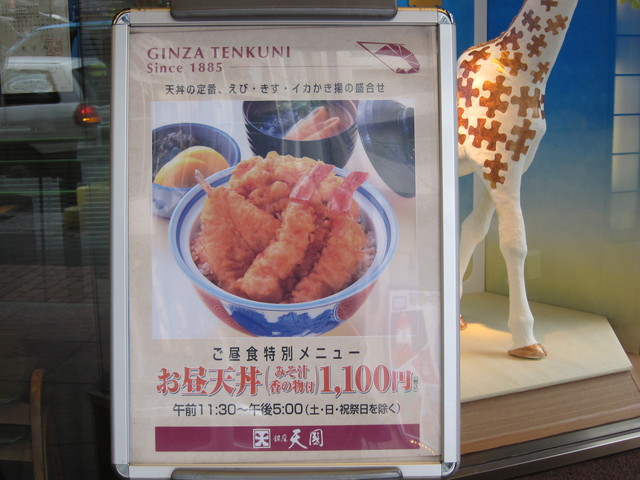 GINZA TENKUNI
Since 1885
天丼の定番、えび・きす・イカかき揚の盛合せ
ご昼食特別メニュー
お昼天丼(みそ汁香の物付)1,100円
午前11:30〜午後5:00(土・日・祝祭日を除く)
天 銀座 天國